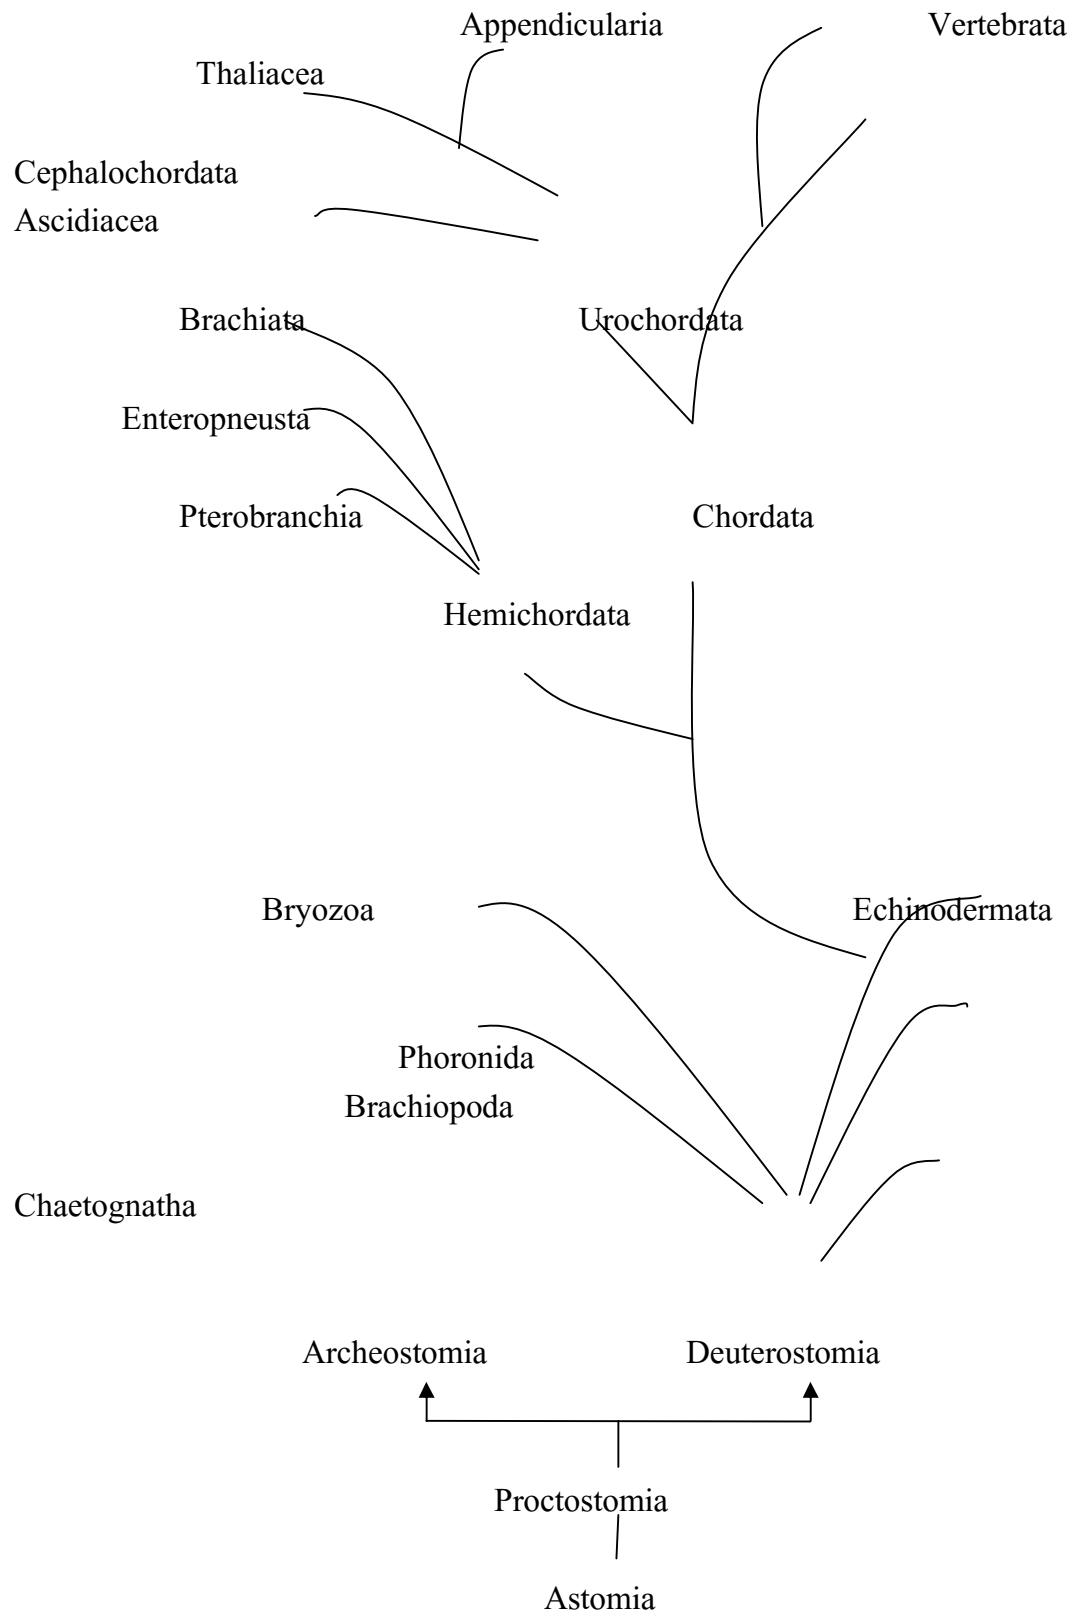 Appendicularia Vertebrata
Thaliacea
Cephalochordata
Ascidiacea
Brachiata Urochordata
Enteropneusta
Pterobranchia Chordata
Hemichordata
Bryozoa Echinodermata
Phoronida
Brachiopoda
Chaetognatha
Archeostomia Deuterostomia
Proctostomia
Astomia